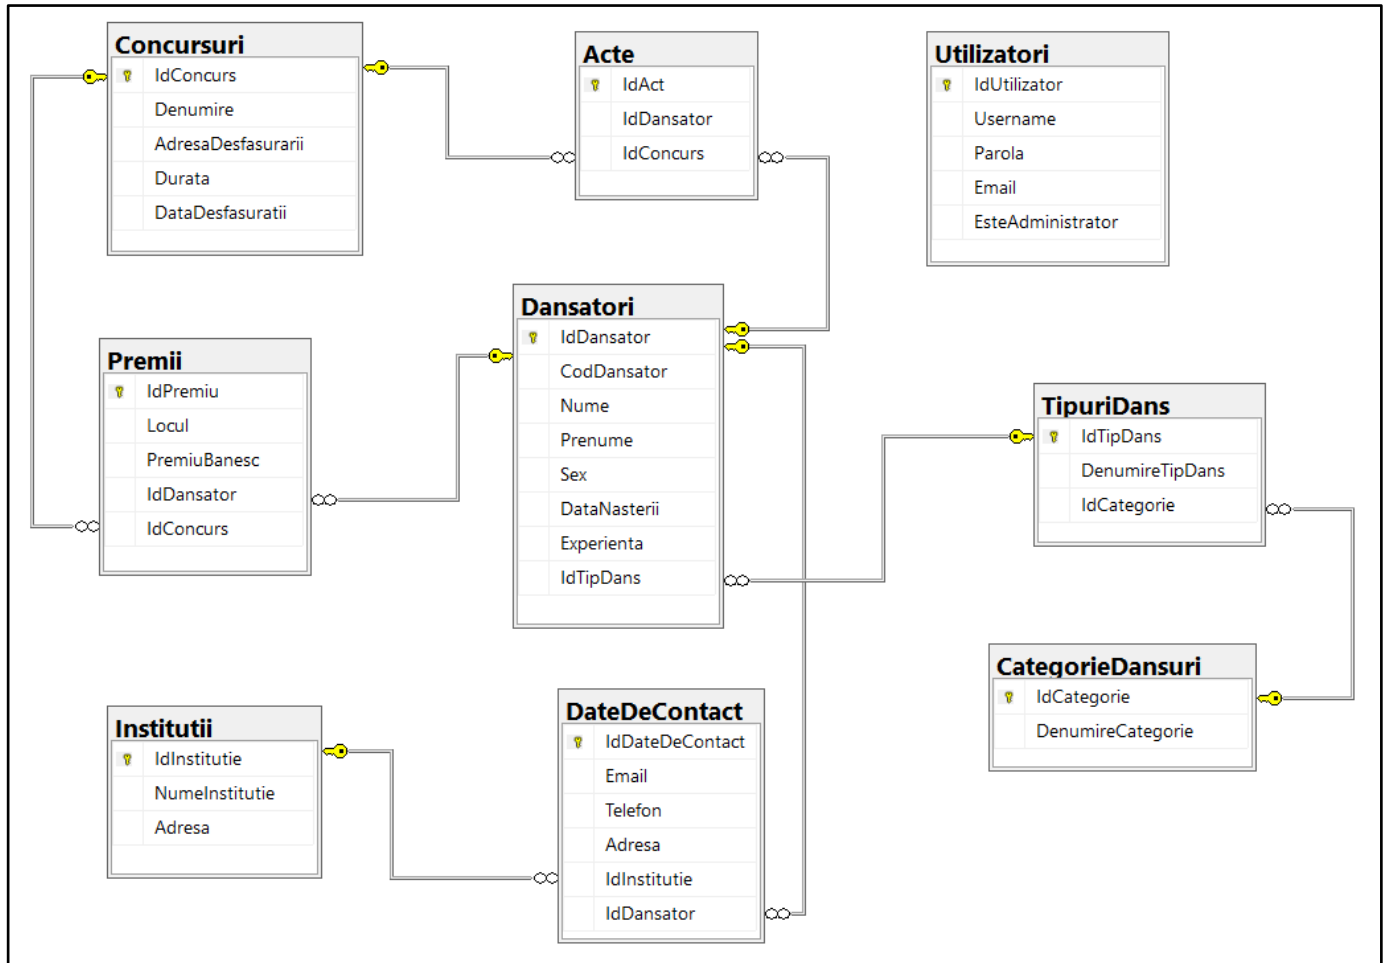 Concursuri
IdConcurs
Denumire
AdresaDesfasurarii
Durata
DataDesfasuratii
Acte
IdAct
IdDansator
IdConcurs
Utilizatori
IdUtilizator
Username
Parola
Email
EsteAdministrator
Dansatori
IdDansator
CodDansator
Nume
Prenume
Sex
DataNasterii
Experienta
IdTipDans
Premii
IdPremiu
Locul
PremiuBanesc
IdDansator
IdConcurs
TipuriDans
IdTipDans
DenumireTipDans
IdCategorie
CategorieDansuri
IdCategorie
DenumireCategorie
DateDeContact
IdDateDeContact
Email
Telefon
Adresa
IdInstitutie
IdDansator
Institutii
IdInstitutie
NumeInstitutie
Adresa